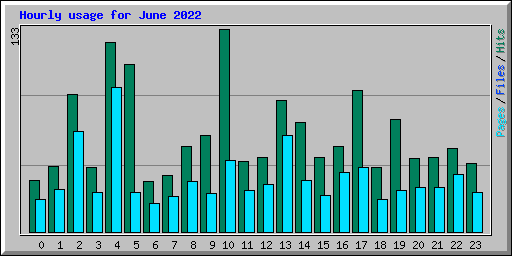 Hourly usage for June 2022
133
Pages / Files / Hits
0 1 2 3 4 5 6 7 8 9 10 11 12 13 14 15 16 17 18 19 20 21 22 23